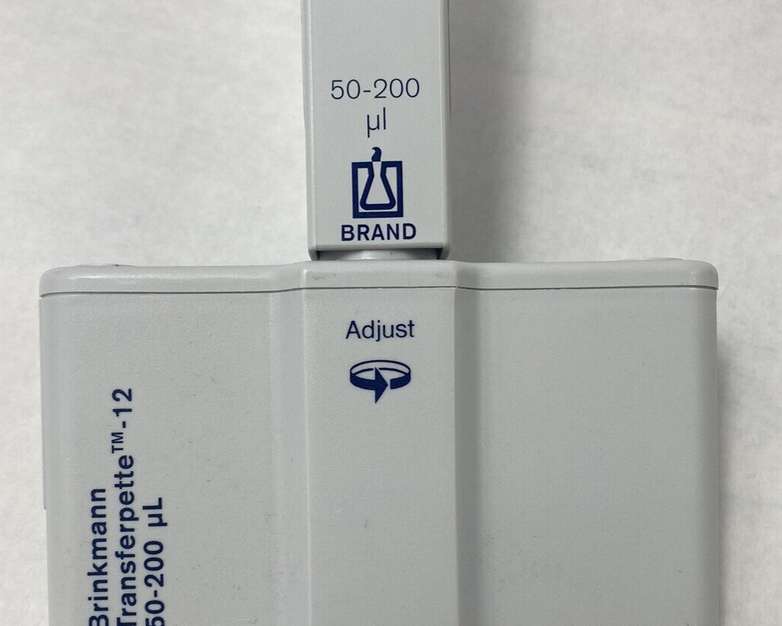 50-200
µl
BRAND
Adjust
Brinkmann
Transferpette™-12
50-200 µL